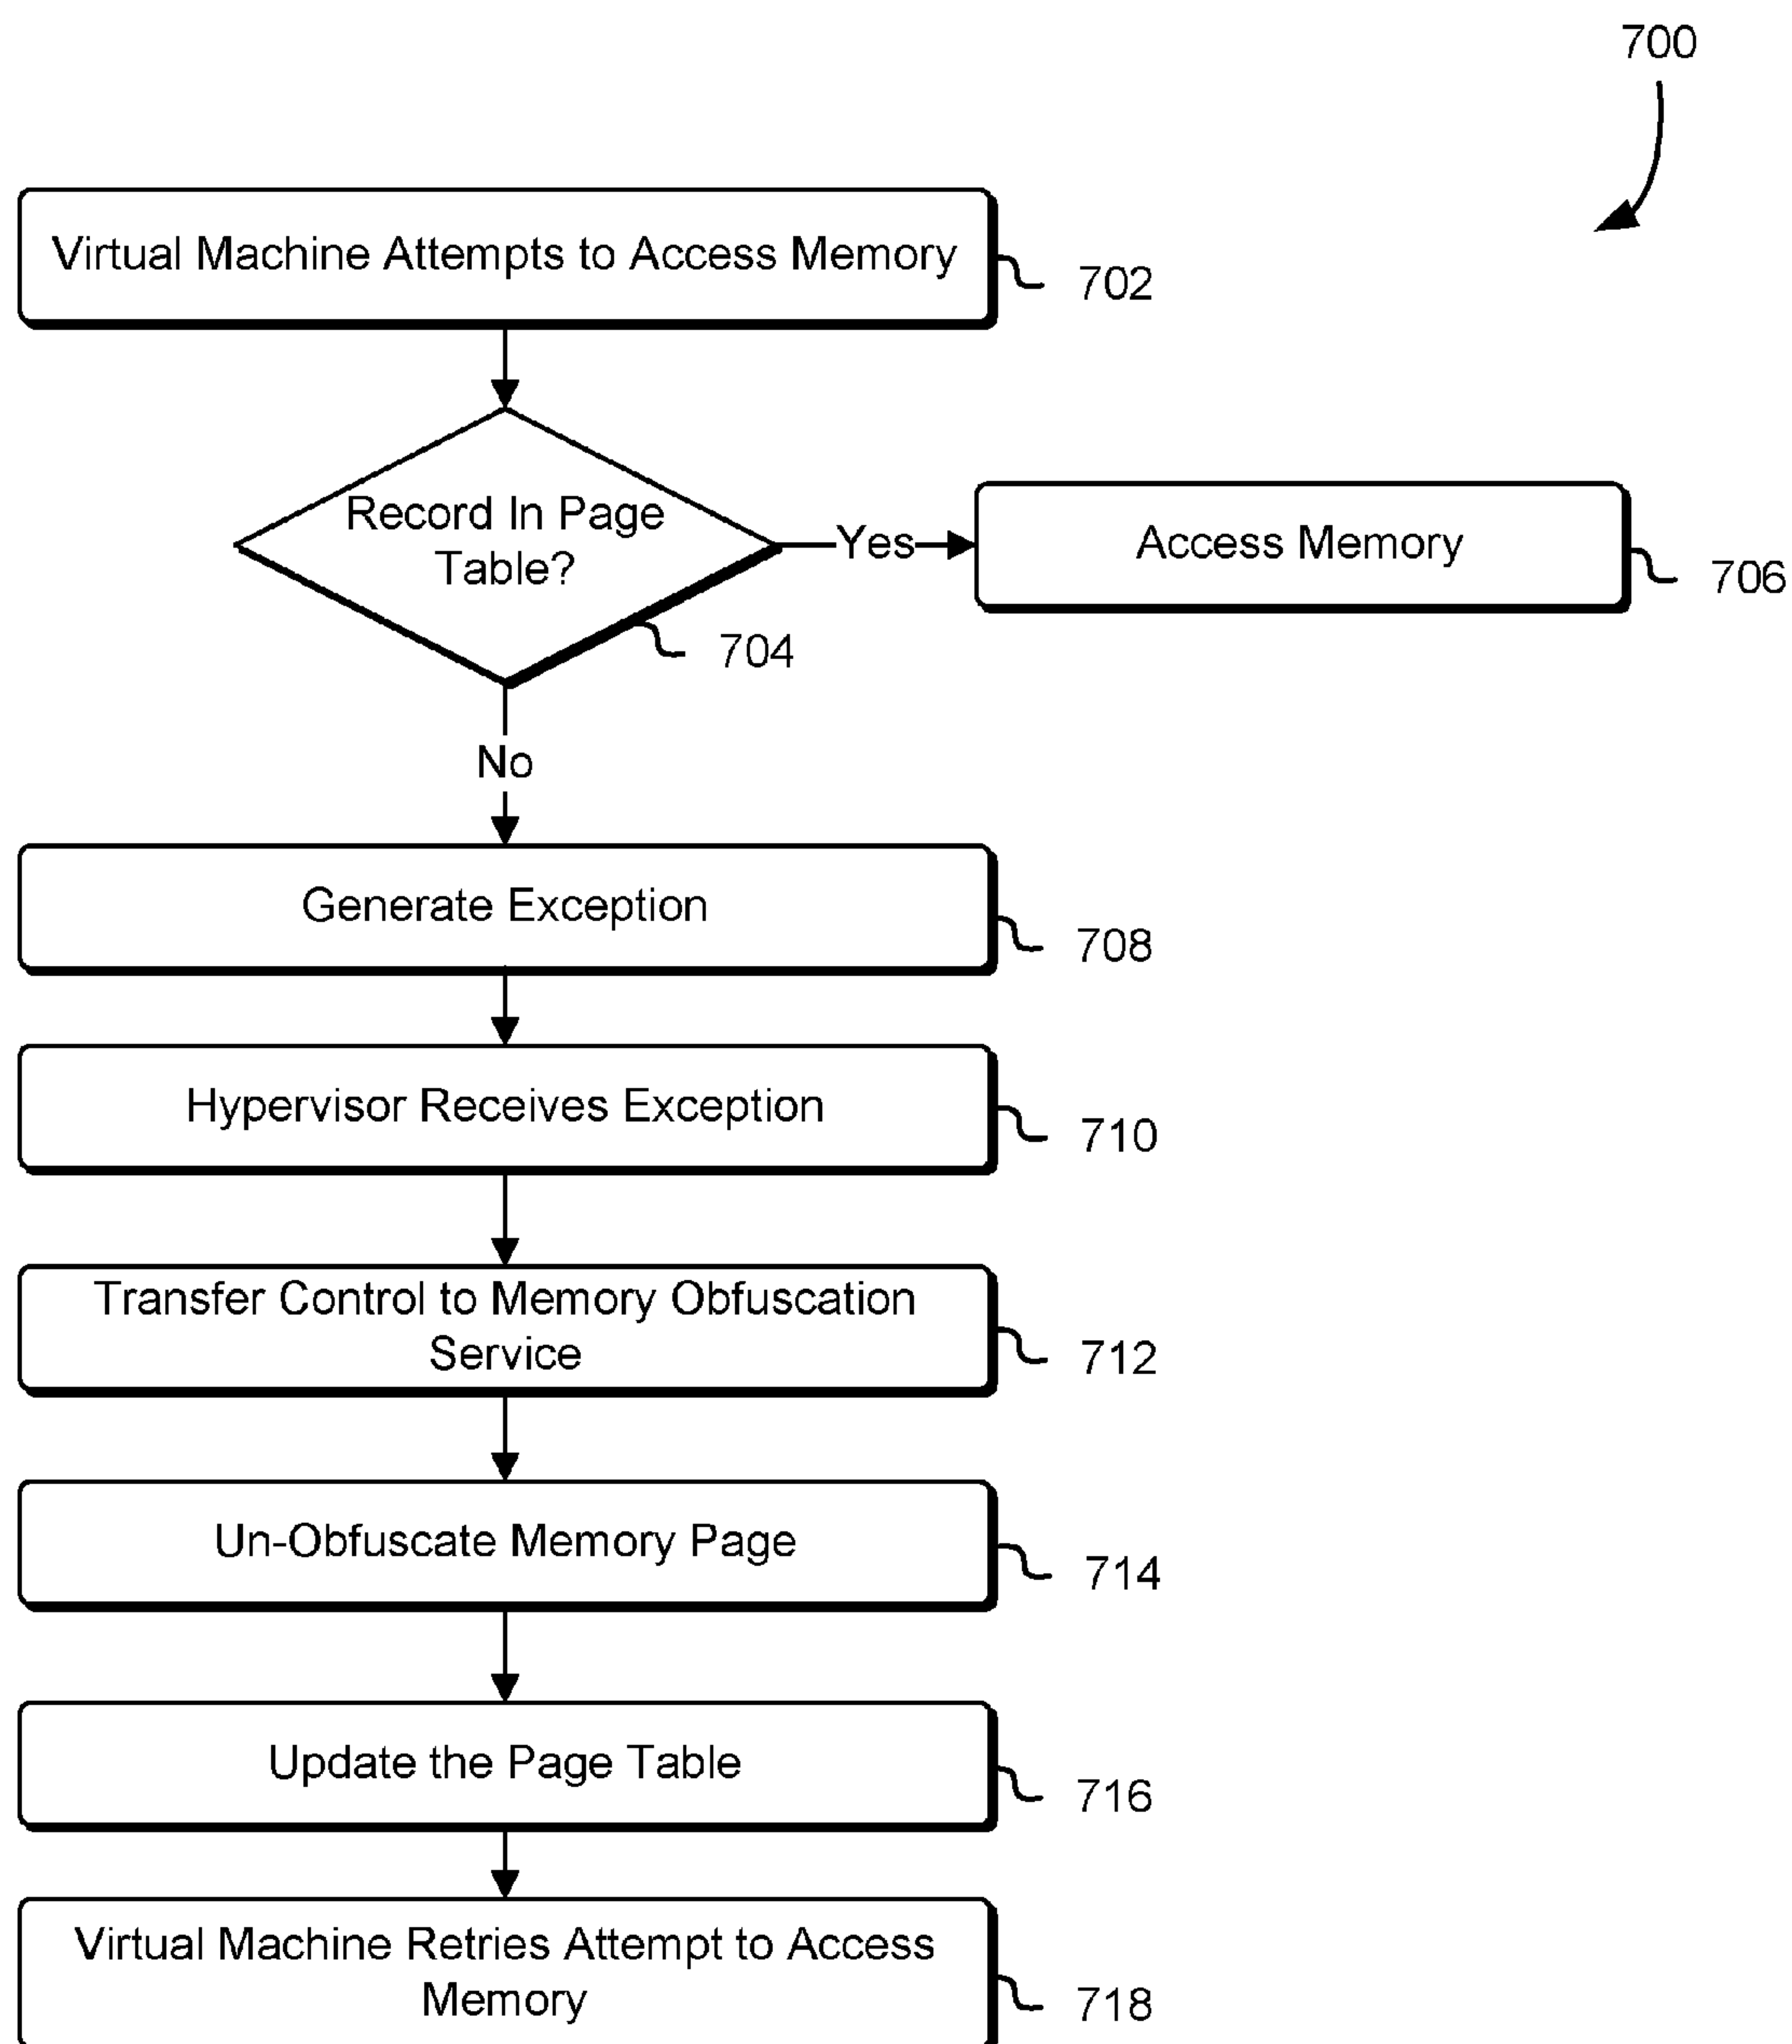 700
Virtual Machine Attempts to Access Memory
702
Record In Page
Table?
Yes
Access Memory
706
704
No
Generate Exception
708
Hypervisor Receives Exception
710
Transfer Control to Memory Obfuscation
Service
712
Un-Obfuscate Memory Page
714
Update the Page Table
716
Virtual Machine Retries Attempt to Access
Memory
718